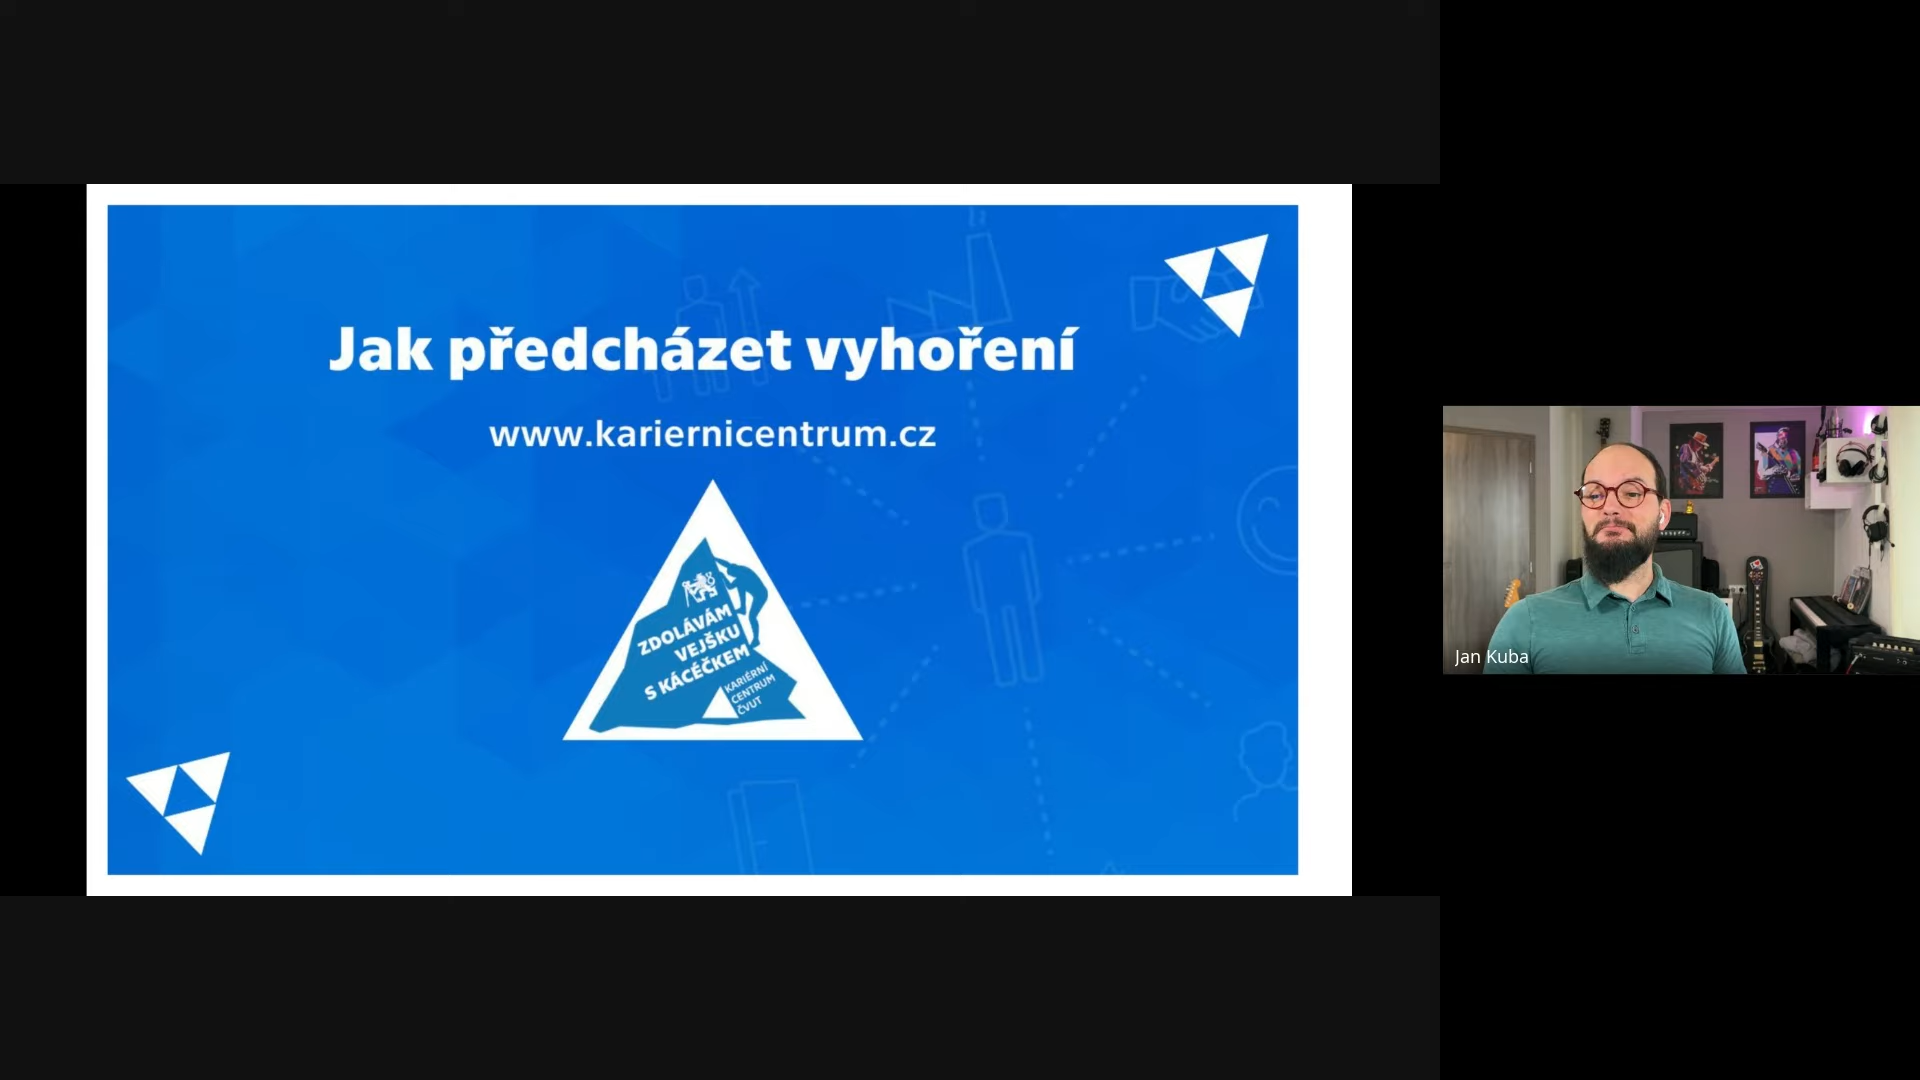 Jak předcházet vyhoření
www.kariernicentrum.cz
ZDOLÁVÁM
VEJŠKU
S KÁCÉČKEM
KARIÉRNÍ
CENTRUM
ČVUT
Jan Kuba